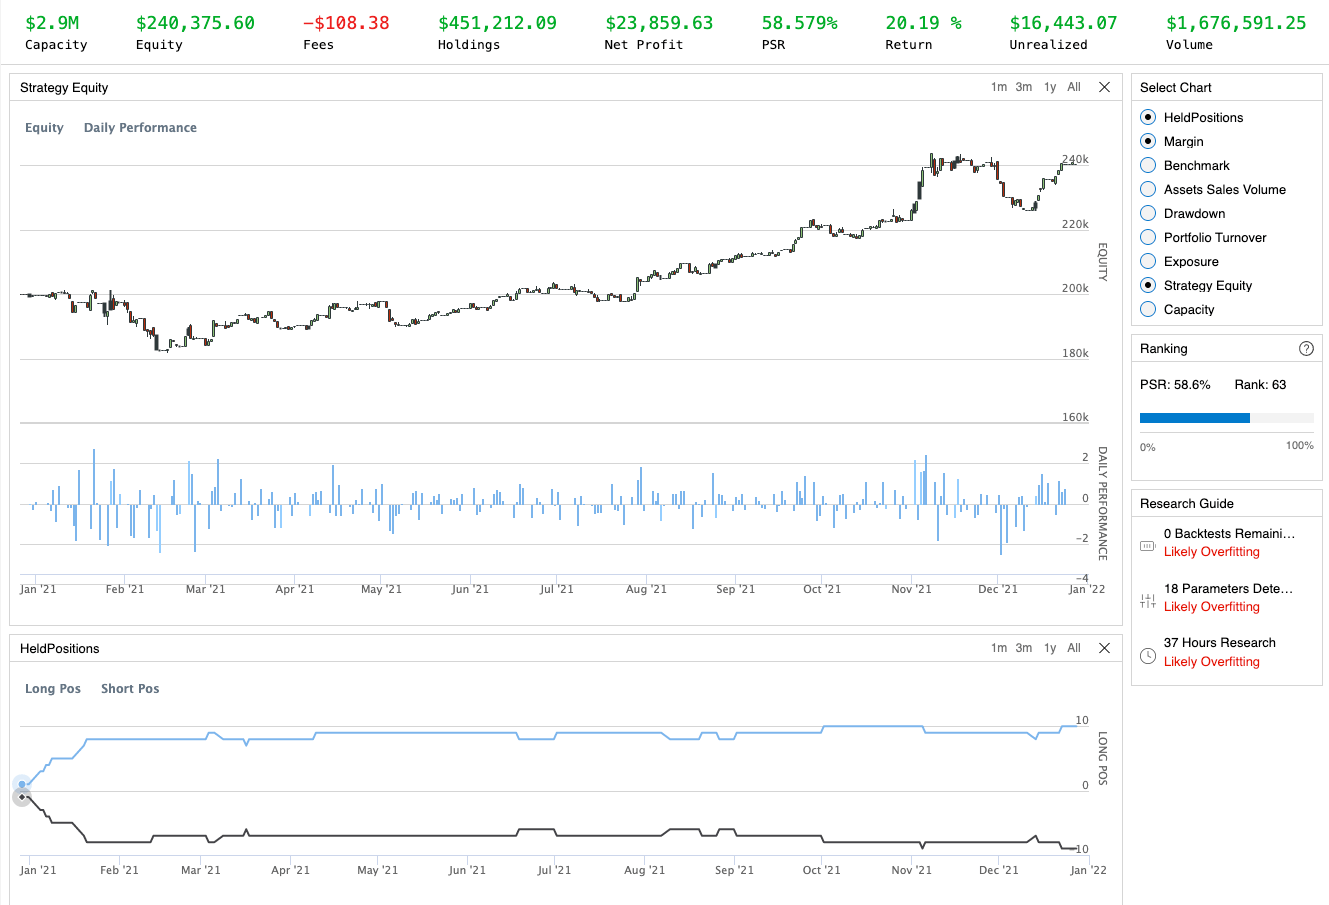 $2.9M $240,375.60 −$108.38 $451,212.09 $23,859.63 58.579% 20.19 % $16,443.07 $1,676,591.25
Capacity Equity Fees Holdings Net Profit PSR Return Unrealized Volume
Strategy Equity 1m 3m 1y All
Equity Daily Performance
240k
220k
200k
180k
160k
EQUITY
2
0
−2
−4
DAILY PERFORMANCE
Jan '21 Feb '21 Mar '21 Apr '21 May '21 Jun '21 Jul '21 Aug '21 Sep '21 Oct '21 Nov '21 Dec '21 Jan '22
HeldPositions 1m 3m 1y All
Long Pos Short Pos
10
0
−10
LONG POS
Jan '21 Feb '21 Mar '21 Apr '21 May '21 Jun '21 Jul '21 Aug '21 Sep '21 Oct '21 Nov '21 Dec '21 Jan '22
Select Chart
HeldPositions
Margin
Benchmark
Assets Sales Volume
Drawdown
Portfolio Turnover
Exposure
Strategy Equity
Capacity
Ranking ?
PSR: 58.6% Rank: 63
0% 100%
Research Guide
0 Backtests Remaini…
Likely Overfitting
18 Parameters Dete…
Likely Overfitting
37 Hours Research
Likely Overfitting